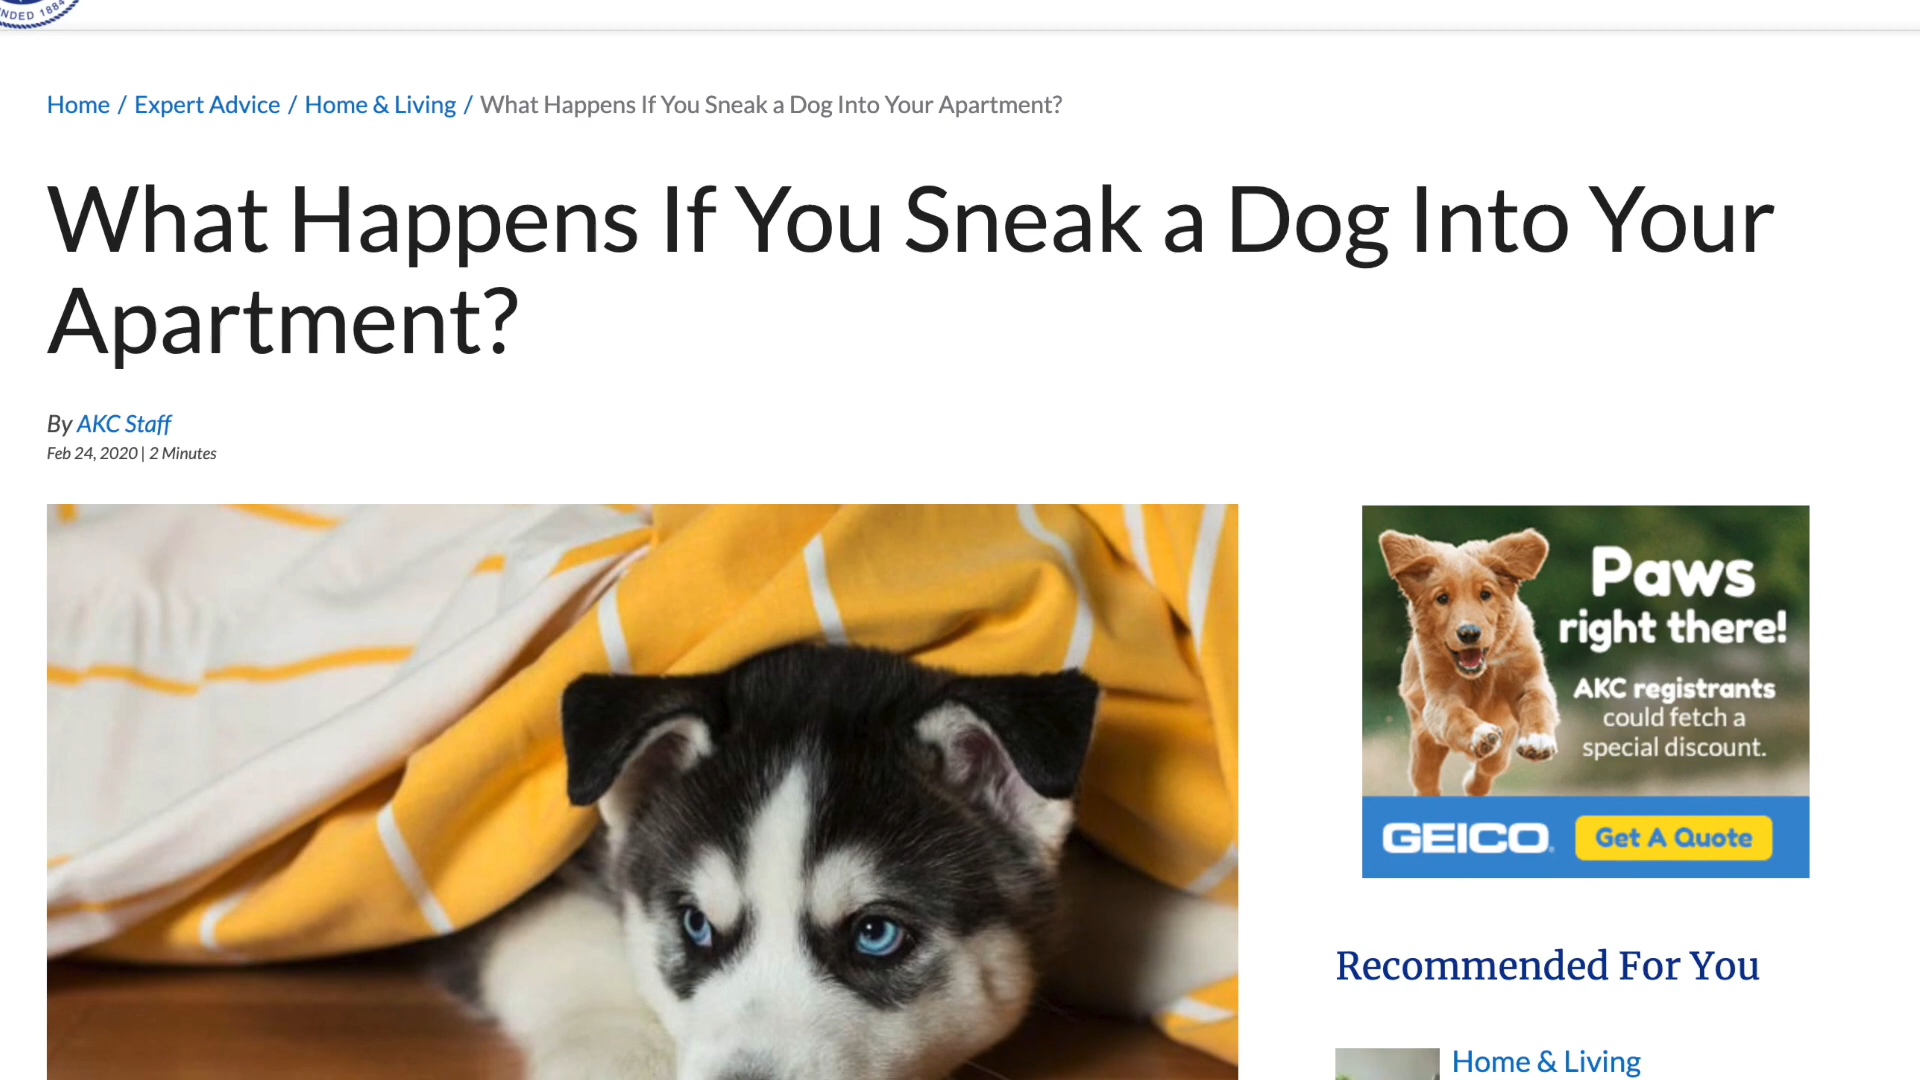 NDED 1884
Home / Expert Advice / Home & Living / What Happens If You Sneak a Dog Into Your Apartment?
What Happens If You Sneak a Dog Into Your
Apartment?
By AKC Staff
Feb 24, 2020 | 2 Minutes
Paws
right there!
AKC registrants
could fetch a
special discount.
GEICO. Get A Quote
Recommended For You
Home & Living